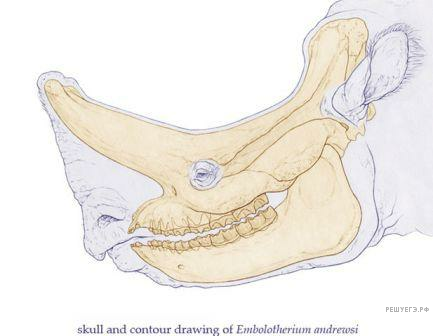 РЕШУЕГЭ.РФ
skull and contour drawing of Embolotherium andrewsi